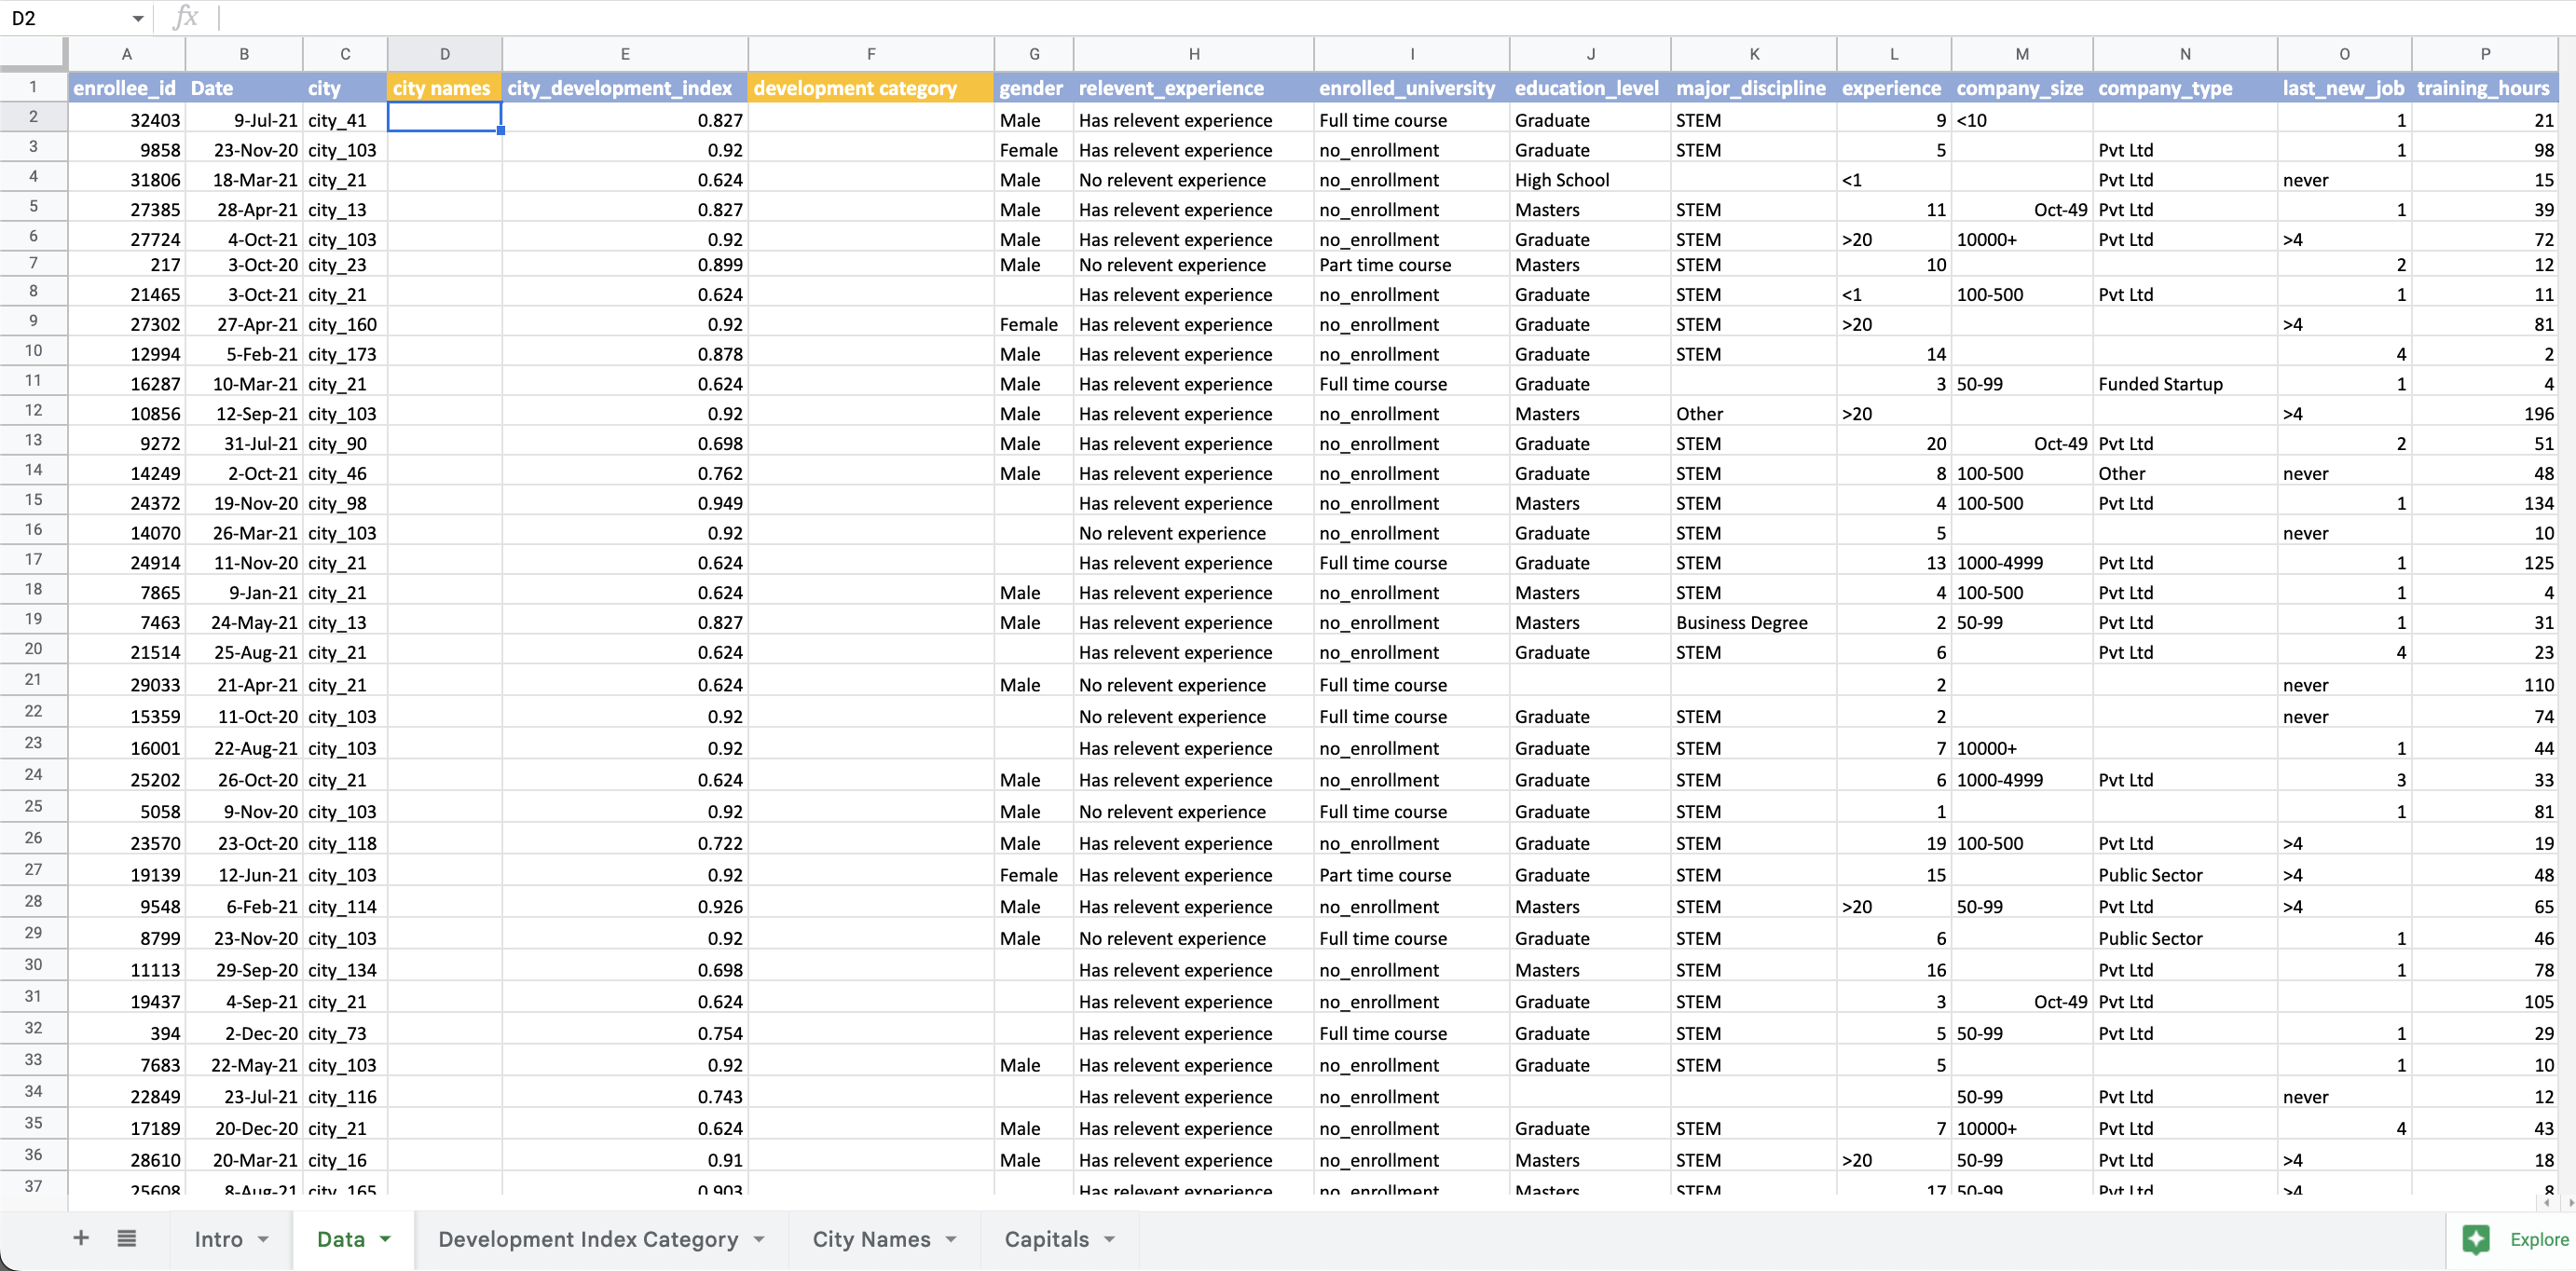 D2 fx
A B C D E F G H I J K L M N O P
1 enrollee_id Date city city names city_development_index development category gender relevent_experience enrolled_university education_level major_discipline experience company_size company_type last_new_job training_hours
2 32403 9-Jul-21 city_41 0.827 Male Has relevent experience Full time course Graduate STEM 9 <10 1 21
3 9858 23-Nov-20 city_103 0.92 Female Has relevent experience no_enrollment Graduate STEM 5 Pvt Ltd 1 98
4 31806 18-Mar-21 city_21 0.624 Male No relevent experience no_enrollment High School <1 Pvt Ltd never 15
5 27385 28-Apr-21 city_13 0.827 Male Has relevent experience no_enrollment Masters STEM 11 Oct-49 Pvt Ltd 1 39
6 27724 4-Oct-21 city_103 0.92 Male Has relevent experience no_enrollment Graduate STEM >20 10000+ Pvt Ltd >4 72
7 217 3-Oct-20 city_23 0.899 Male No relevent experience Part time course Masters STEM 10 2 12
8 21465 3-Oct-21 city_21 0.624 Has relevent experience no_enrollment Graduate STEM <1 100-500 Pvt Ltd 1 11
9 27302 27-Apr-21 city_160 0.92 Female Has relevent experience no_enrollment Graduate STEM >20 >4 81
10 12994 5-Feb-21 city_173 0.878 Male Has relevent experience no_enrollment Graduate STEM 14 4 2
11 16287 10-Mar-21 city_21 0.624 Male Has relevent experience Full time course Graduate 3 50-99 Funded Startup 1 4
12 10856 12-Sep-21 city_103 0.92 Male Has relevent experience no_enrollment Masters Other >20 >4 196
13 9272 31-Jul-21 city_90 0.698 Male Has relevent experience no_enrollment Graduate STEM 20 Oct-49 Pvt Ltd 2 51
14 14249 2-Oct-21 city_46 0.762 Male Has relevent experience no_enrollment Graduate STEM 8 100-500 Other never 48
15 24372 19-Nov-20 city_98 0.949 Has relevent experience no_enrollment Masters STEM 4 100-500 Pvt Ltd 1 134
16 14070 26-Mar-21 city_103 0.92 No relevent experience no_enrollment Graduate STEM 5 never 10
17 24914 11-Nov-20 city_21 0.624 Has relevent experience Full time course Graduate STEM 13 1000-4999 Pvt Ltd 1 125
18 7865 9-Jan-21 city_21 0.624 Male Has relevent experience no_enrollment Masters STEM 4 100-500 Pvt Ltd 1 4
19 7463 24-May-21 city_13 0.827 Male Has relevent experience no_enrollment Masters Business Degree 2 50-99 Pvt Ltd 1 31
20 21514 25-Aug-21 city_21 0.624 Has relevent experience no_enrollment Graduate STEM 6 Pvt Ltd 4 23
21 29033 21-Apr-21 city_21 0.624 Male No relevent experience Full time course 2 never 110
22 15359 11-Oct-20 city_103 0.92 No relevent experience Full time course Graduate STEM 2 never 74
23 16001 22-Aug-21 city_103 0.92 Has relevent experience no_enrollment Graduate STEM 7 10000+ 1 44
24 25202 26-Oct-20 city_21 0.624 Male Has relevent experience no_enrollment Graduate STEM 6 1000-4999 Pvt Ltd 3 33
25 5058 9-Nov-20 city_103 0.92 Male No relevent experience Full time course Graduate STEM 1 1 81
26 23570 23-Oct-20 city_118 0.722 Male Has relevent experience no_enrollment Graduate STEM 19 100-500 Pvt Ltd >4 19
27 19139 12-Jun-21 city_103 0.92 Female Has relevent experience Part time course Graduate STEM 15 Public Sector >4 48
28 9548 6-Feb-21 city_114 0.926 Male Has relevent experience no_enrollment Masters STEM >20 50-99 Pvt Ltd >4 65
29 8799 23-Nov-20 city_103 0.92 Male No relevent experience Full time course Graduate STEM 6 Public Sector 1 46
30 11113 29-Sep-20 city_134 0.698 Has relevent experience no_enrollment Masters STEM 16 Pvt Ltd 1 78
31 19437 4-Sep-21 city_21 0.624 Has relevent experience no_enrollment Graduate STEM 3 Oct-49 Pvt Ltd 105
32 394 2-Dec-20 city_73 0.754 Has relevent experience Full time course Graduate STEM 5 50-99 Pvt Ltd 1 29
33 7683 22-May-21 city_103 0.92 Male Has relevent experience no_enrollment Graduate STEM 5 1 10
34 22849 23-Jul-21 city_116 0.743 Has relevent experience no_enrollment 50-99 Pvt Ltd never 12
35 17189 20-Dec-20 city_21 0.624 Male Has relevent experience no_enrollment Graduate STEM 7 10000+ Pvt Ltd 4 43
36 28610 20-Mar-21 city_16 0.91 Male Has relevent experience no_enrollment Masters STEM >20 50-99 Pvt Ltd >4 18
37 25608 8-Aug-21 city_165 0.903 Has relevent experience no_enrollment Masters STEM 17 50-99 Pvt Ltd >4 8
+ Intro Data Development Index Category City Names Capitals Explore